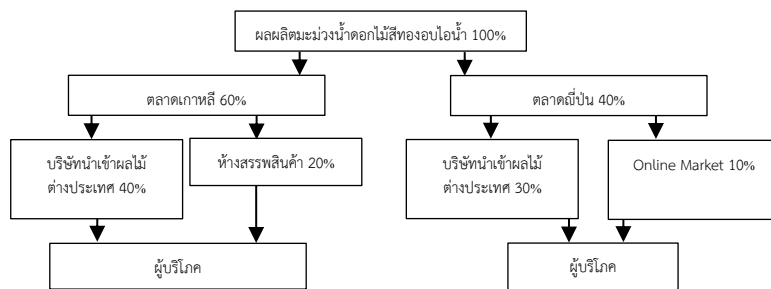 ผลผลิตมะม่วงน้ำดอกไม้สีทองอบไอน้ำ 100%
ตลาดเกาหลี 60%
ตลาดญี่ปุ่น 40%
บริษัทนำเข้าผลไม้
ต่างประเทศ 40%
ห้างสรรพสินค้า 20%
บริษัทนำเข้าผลไม้
ต่างประเทศ 30%
Online Market 10%
ผู้บริโภค
ผู้บริโภค